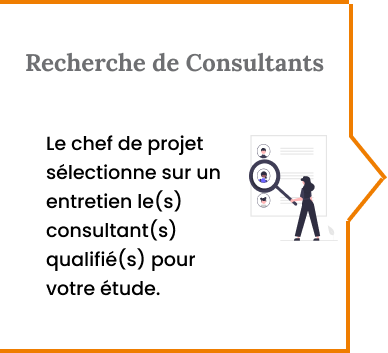 Recherche de Consultants
Le chef de projet
sélectionne sur un
entretien le(s)
consultant(s)
qualifié(s) pour
votre étude.